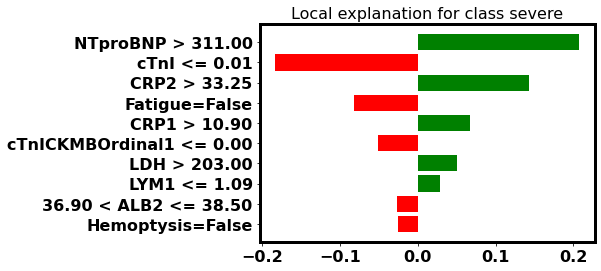 Local explanation for class severe
NTproBNP > 311.00
cTnI <= 0.01
CRP2 > 33.25
Fatigue=False
CRP1 > 10.90
cTnICKMBOrdinal1 <= 0.00
LDH > 203.00
LYM1 <= 1.09
36.90 < ALB2 <= 38.50
Hemoptysis=False
−0.2 −0.1 0.0 0.1 0.2